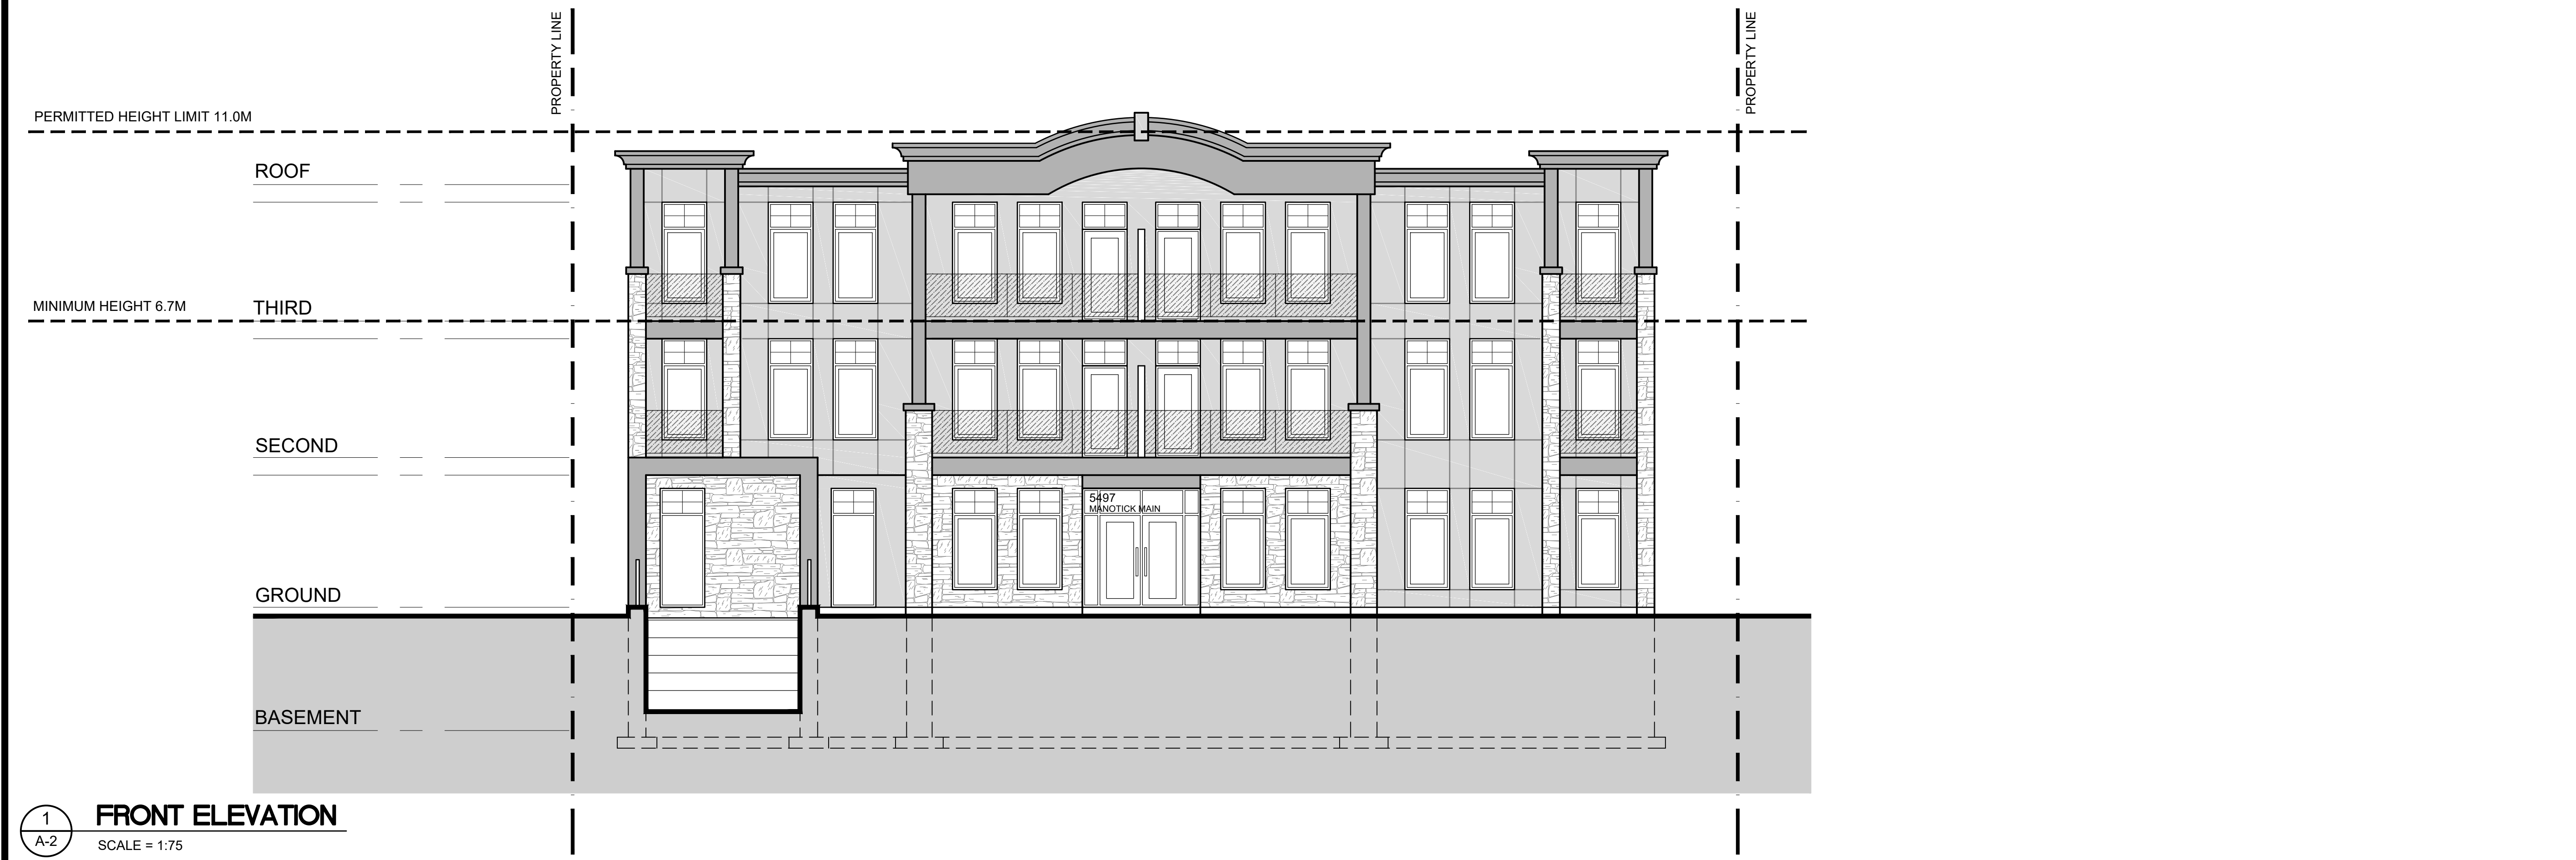 PROPERTY LINE
PROPERTY LINE
PERMITTED HEIGHT LIMIT 11.0M
ROOF
MINIMUM HEIGHT 6.7M
THIRD
SECOND
5497
MANOTICK MAIN
GROUND
BASEMENT
1
A-2
FRONT ELEVATION
SCALE = 1:75